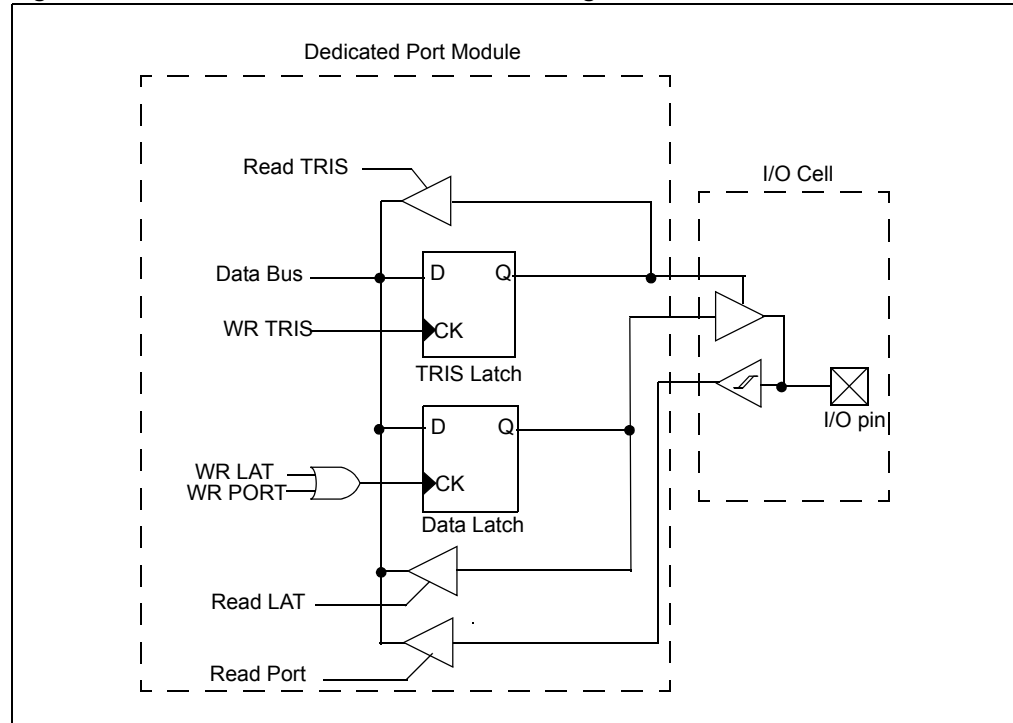 Dedicated Port Module
Read TRIS
I/O Cell
Data Bus
D
Q
WR TRIS
CK
TRIS Latch
I/O pin
D
Q
WR LAT
WR PORT
CK
Data Latch
Read LAT
Read Port